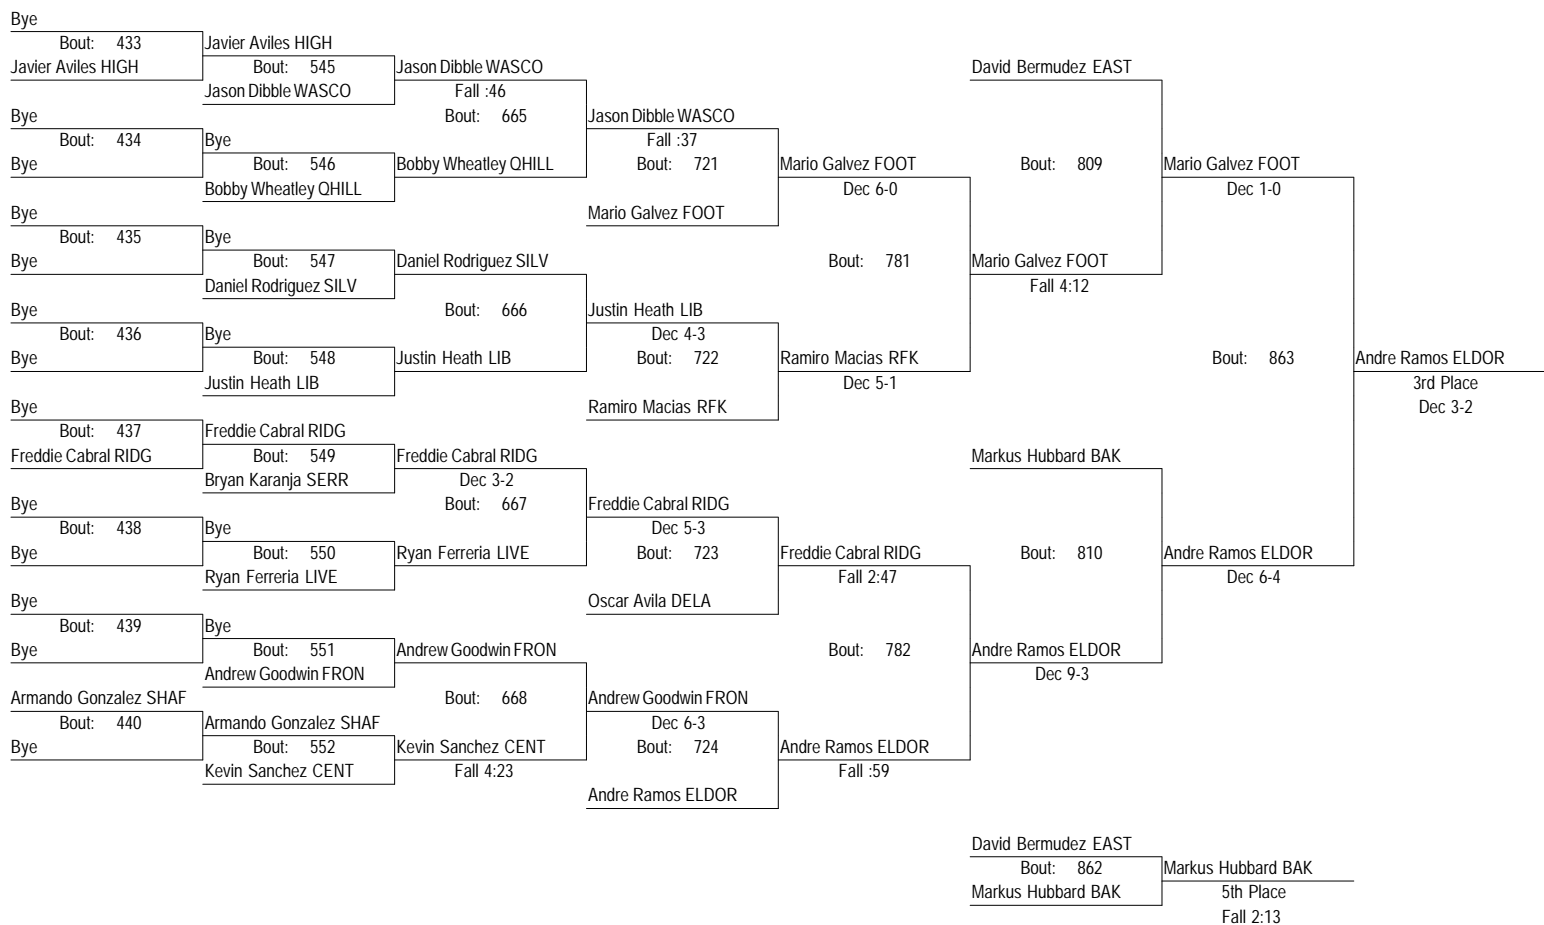 Bye
Bout: 433
Javier Aviles HIGH
Bye
Bout: 434
Bye
Bye
Bout: 435
Bye
Bye
Bout: 436
Bye
Bye
Bout: 437
Freddie Cabral RIDG
Bye
Bout: 438
Bye
Bye
Bout: 439
Bye
Armando Gonzalez SHAF
Bout: 440
Bye
Javier Aviles HIGH
Bout: 545
Jason Dibble WASCO
Bye
Bout: 546
Bobby Wheatley QHILL
Bye
Bout: 547
Daniel Rodriguez SILV
Bye
Bout: 548
Justin Heath LIB
Freddie Cabral RIDG
Bout: 549
Bryan Karanja SERR
Bye
Bout: 550
Ryan Ferreria LIVE
Bye
Bout: 551
Andrew Goodwin FRON
Armando Gonzalez SHAF
Bout: 552
Kevin Sanchez CENT
Jason Dibble WASCO
Fall :46
Bout: 665
Bobby Wheatley QHILL
Daniel Rodriguez SILV
Bout: 666
Justin Heath LIB
Freddie Cabral RIDG
Dec 3-2
Bout: 667
Ryan Ferreria LIVE
Andrew Goodwin FRON
Bout: 668
Kevin Sanchez CENT
Fall 4:23
Jason Dibble WASCO
Fall :37
Bout: 721
Mario Galvez FOOT
Justin Heath LIB
Dec 4-3
Bout: 722
Ramiro Macias RFK
Freddie Cabral RIDG
Dec 5-3
Bout: 723
Oscar Avila DELA
Andrew Goodwin FRON
Dec 6-3
Bout: 724
Andre Ramos ELDOR
Mario Galvez FOOT
Dec 6-0
Bout: 781
Ramiro Macias RFK
Dec 5-1
Freddie Cabral RIDG
Fall 2:47
Bout: 782
Andre Ramos ELDOR
Fall :59
David Bermudez EAST
Bout: 809
Mario Galvez FOOT
Fall 4:12
Markus Hubbard BAK
Bout: 810
Andre Ramos ELDOR
Dec 9-3
Mario Galvez FOOT
Dec 1-0
Bout: 863
Andre Ramos ELDOR
Dec 6-4
Andre Ramos ELDOR
3rd Place
Dec 3-2
David Bermudez EAST
Bout: 862
Markus Hubbard BAK
Markus Hubbard BAK
5th Place
Fall 2:13